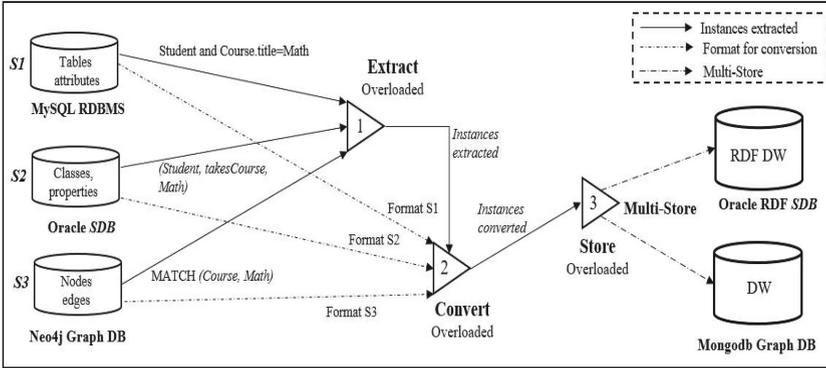 S1
Tables
attributes
MySQL RDBMS
Student and Course.title=Math
S2
Classes,
properties
Oracle SDB
(Student, takesCourse,
Math)
S3
Nodes
edges
Neo4j Graph DB
MATCH (Course, Math)
Format S1
Format S2
Format S3
Extract
Overloaded
1
Instances
extracted
2
Convert
Overloaded
Instances
converted
3
Store
Overloaded
Multi-Store
Instances extracted
Format for conversion
Multi-Store
RDF DW
Oracle RDF SDB
DW
Mongodb Graph DB